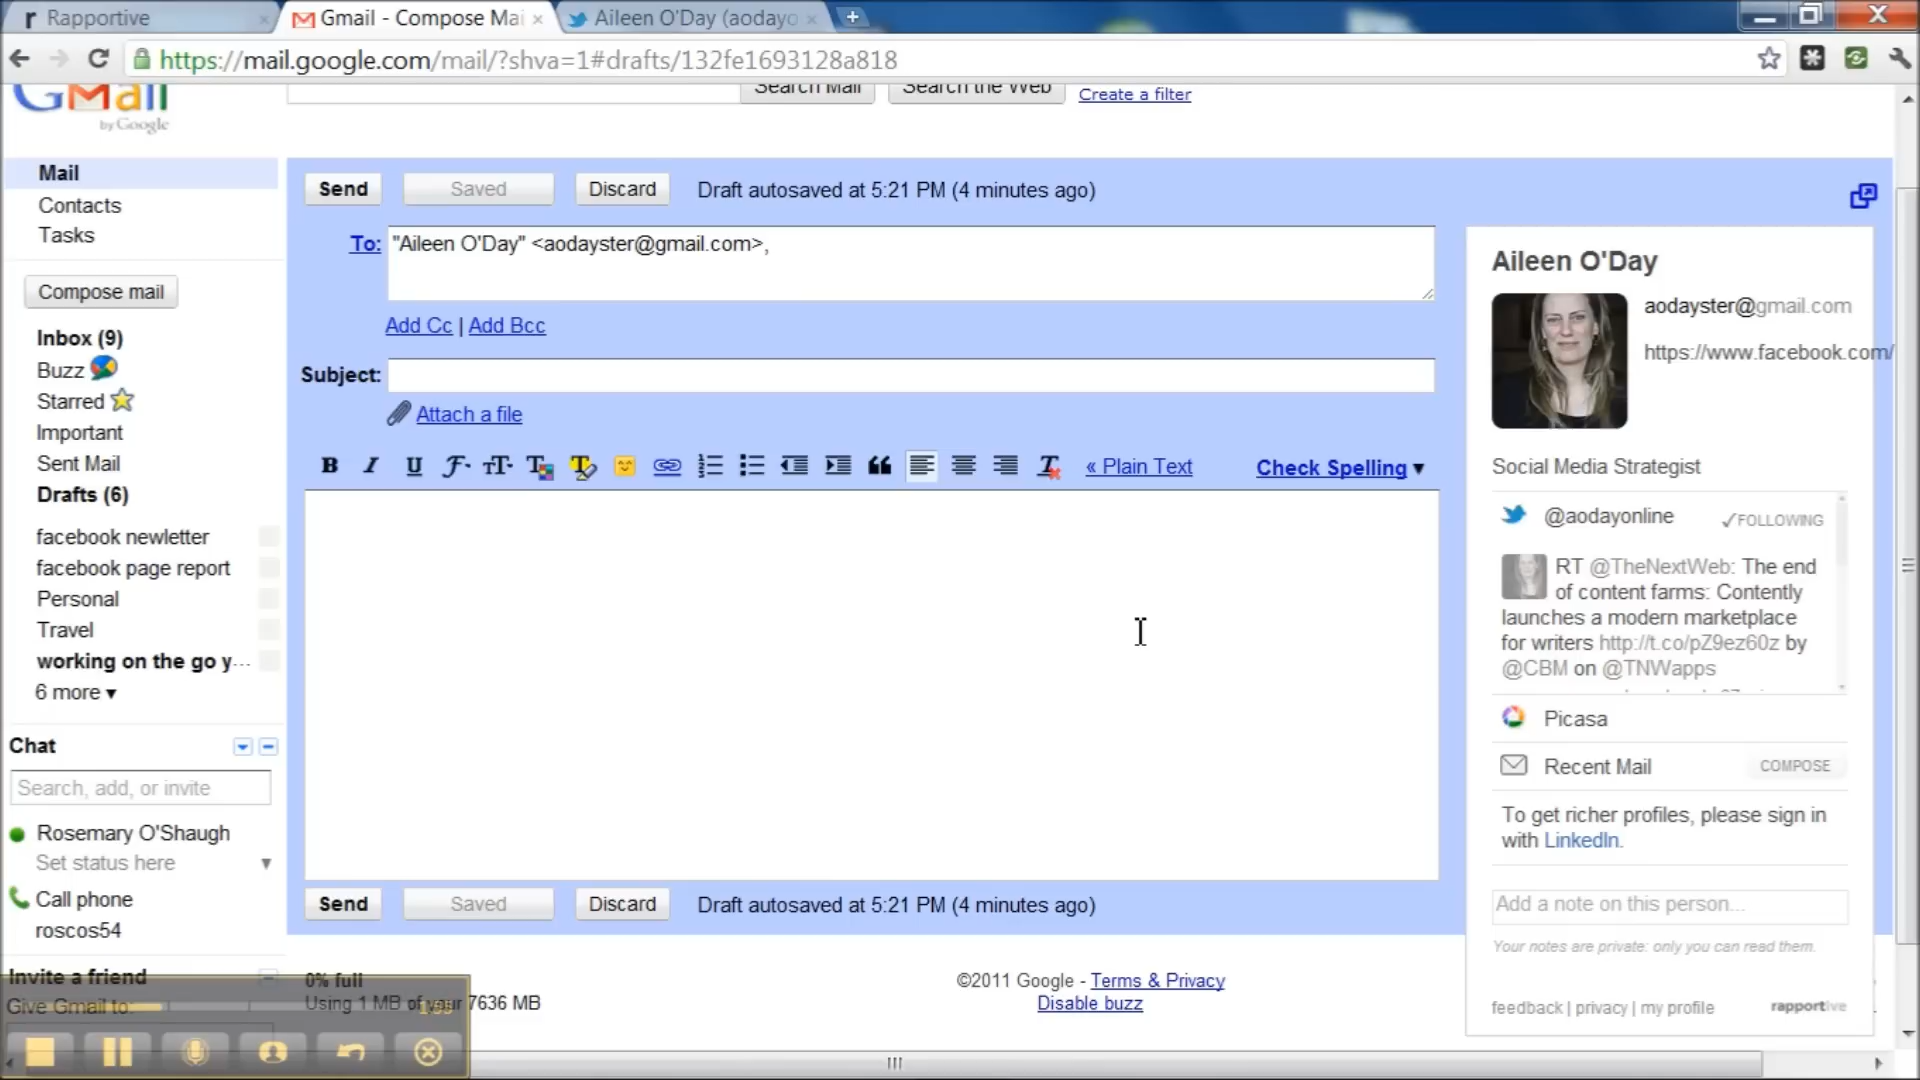 Rapportive
Gmail - Compose Mai
Aileen O'Day (aodayo
https://mail.google.com/mail/?shva=1#drafts/132fe1693128a818
GMail
by Google
Search Mail
Search the Web
Create a filter
Mail
Contacts
Tasks
Compose mail
Inbox (9)
Buzz
Starred
Important
Sent Mail
Drafts (6)
facebook newletter
facebook page report
Personal
Travel
working on the go y...
6 more ▾
Chat
Search, add, or invite
Rosemary O'Shaugh
Set status here
Call phone
roscos54
Invite a friend
Give Gmail to:
Send
Saved
Discard
Draft autosaved at 5:21 PM (4 minutes ago)
To: "Aileen O'Day" <aodayster@gmail.com>,
Add Cc | Add Bcc
Subject:
Attach a file
B I U
« Plain Text
Check Spelling ▾
Send
Saved
Discard
Draft autosaved at 5:21 PM (4 minutes ago)
0% full
Using 1 MB of your 7636 MB
©2011 Google - Terms & Privacy
Disable buzz
Aileen O'Day
aodayster@gmail.com
https://www.facebook.com/
Social Media Strategist
@aodayonline
✓FOLLOWING
RT @TheNextWeb: The end
of content farms: Contently
launches a modern marketplace
for writers http://t.co/pZ9ez60z by
@CBM on @TNWapps
Picasa
Recent Mail
COMPOSE
To get richer profiles, please sign in
with LinkedIn.
Add a note on this person...
Your notes are private: only you can read them.
feedback | privacy | my profile
rapportive